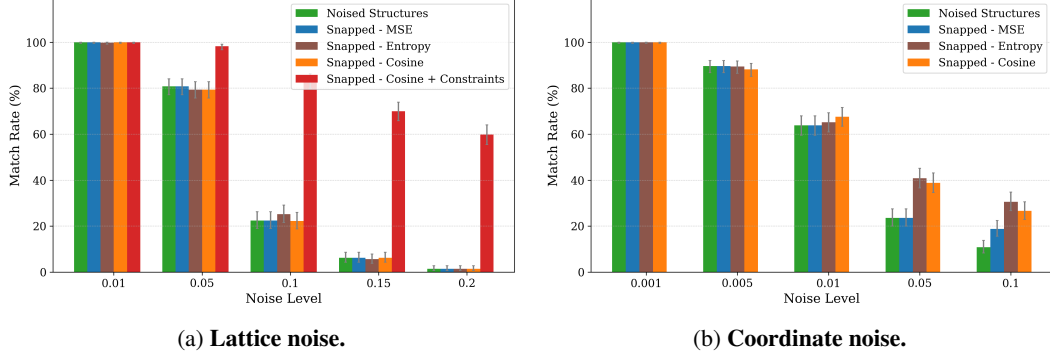 Match Rate (%)
100
80
60
40
20
0
Noised Structures
Snapped - MSE
Snapped - Entropy
Snapped - Cosine
Snapped - Cosine + Constraints
0.01
0.05
0.1
0.15
0.2
Noise Level
(a) Lattice noise.
Match Rate (%)
100
80
60
40
20
0
Noised Structures
Snapped - MSE
Snapped - Entropy
Snapped - Cosine
0.001
0.005
0.01
0.05
0.1
Noise Level
(b) Coordinate noise.